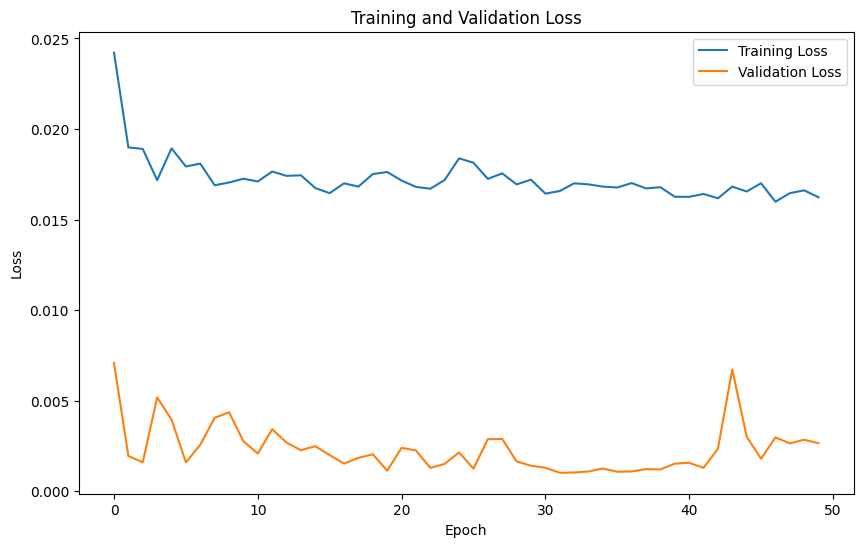 Training and Validation Loss
Training Loss
Validation Loss
0.025
0.020
0.015
0.010
0.005
0.000
Loss
0
10
20
30
40
50
Epoch